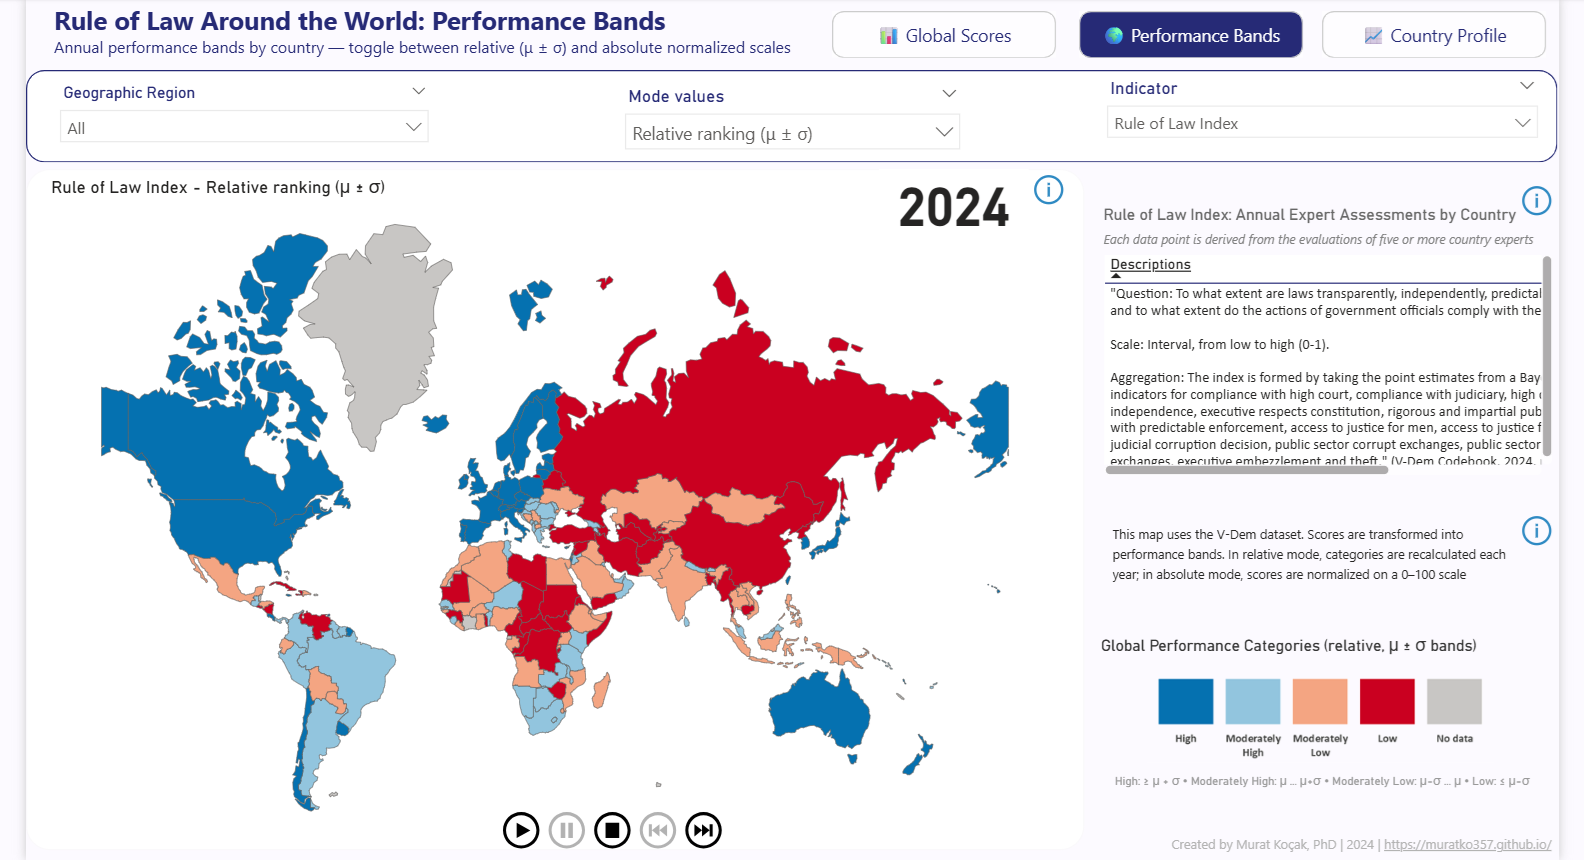 Rule of Law Around the World: Performance Bands
Annual performance bands by country — toggle between relative (μ ± σ) and absolute normalized scales
Global Scores
Performance Bands
Country Profile
Geographic Region
All
Mode values
Relative ranking (μ ± σ)
Indicator
Rule of Law Index
Rule of Law Index - Relative ranking (μ ± σ)
2024
Rule of Law Index: Annual Expert Assessments by Country
Each data point is derived from the evaluations of five or more country experts
Descriptions
"Question: To what extent are laws transparently, independently, predictal
and to what extent do the actions of government officials comply with the
Scale: Interval, from low to high (0-1).
Aggregation: The index is formed by taking the point estimates from a Bay
indicators for compliance with high court, compliance with judiciary, high
independence, executive respects constitution, rigorous and impartial pub
with predictable enforcement, access to justice for men, access to justice f
judicial corruption decision, public sector corrupt exchanges, public sector
exchanges, executive embezzlement and theft." (V-Dem Codebook, 2024,
This map uses the V-Dem dataset. Scores are transformed into
performance bands. In relative mode, categories are recalculated each
year; in absolute mode, scores are normalized on a 0–100 scale
Global Performance Categories (relative, μ ± σ bands)
High
Moderately High
Moderately Low
Low
No data
High: ≥ μ + σ • Moderately High: μ … μ+σ • Moderately Low: μ-σ … μ • Low: ≤ μ-σ
Created by Murat Koçak, PhD | 2024 | https://muratko357.github.io/